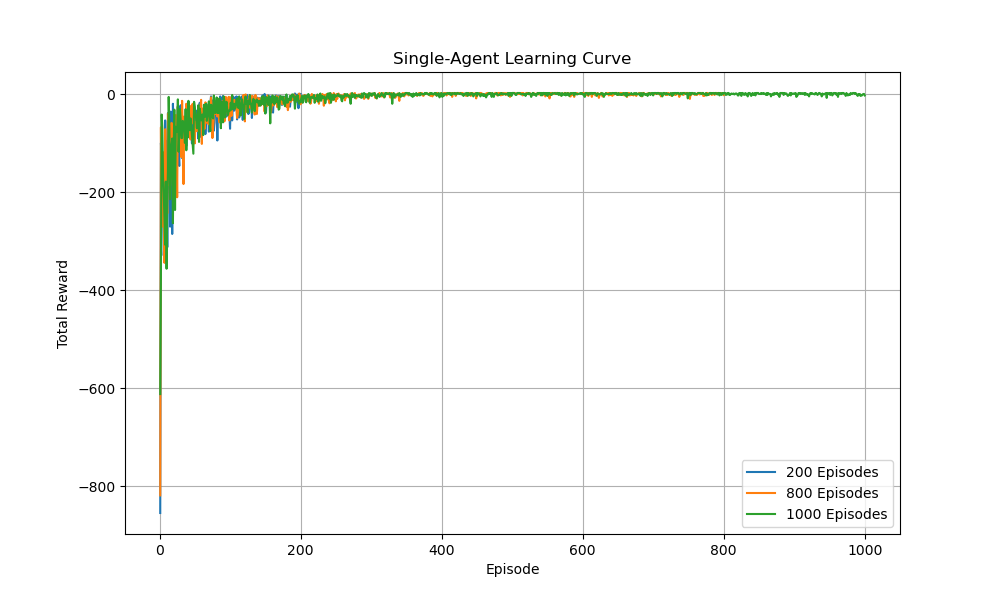 Single-Agent Learning Curve
Total Reward
0
−200
−400
−600
−800
0
200
400
600
800
1000
Episode
200 Episodes
800 Episodes
1000 Episodes